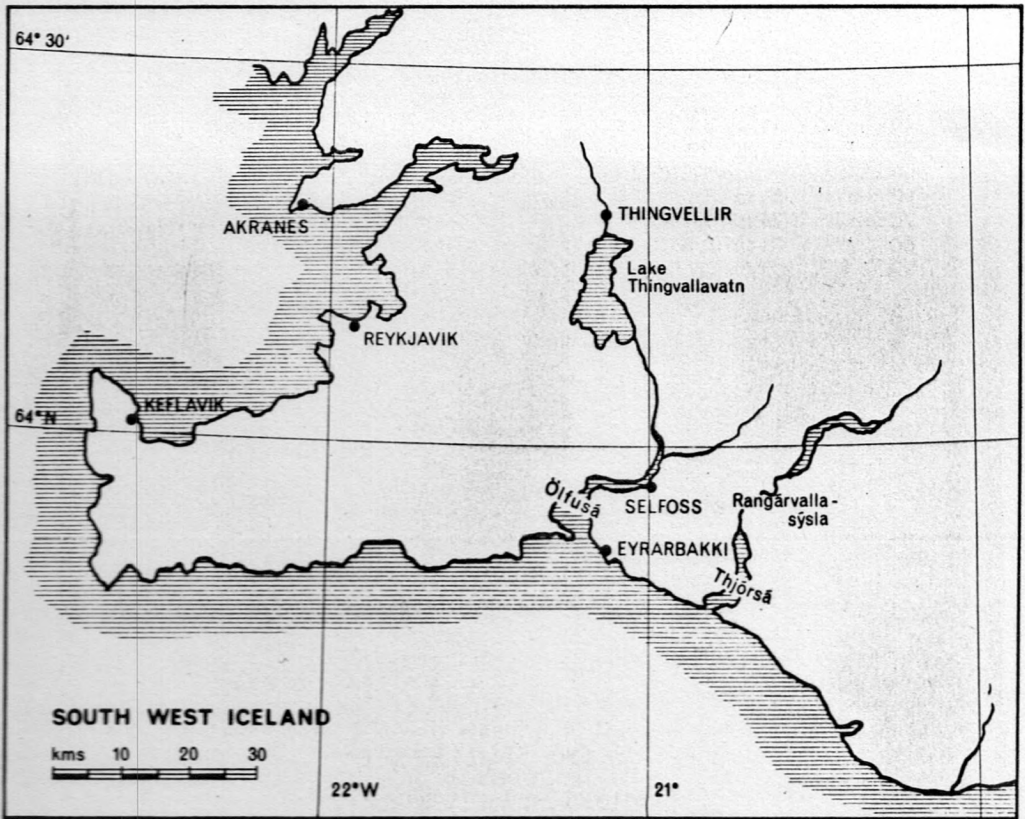 64° 30'
THINGVELLIR
AKRANES
Lake
Thingvallavatn
REYKJAVIK
KEFLAVIK
64° N
Ölfusá
SELFOSS
Rangárvalla-
sýsla
EYRARBAKKI
Thjórsá
SOUTH WEST ICELAND
kms 10 20 30
22° W
21°